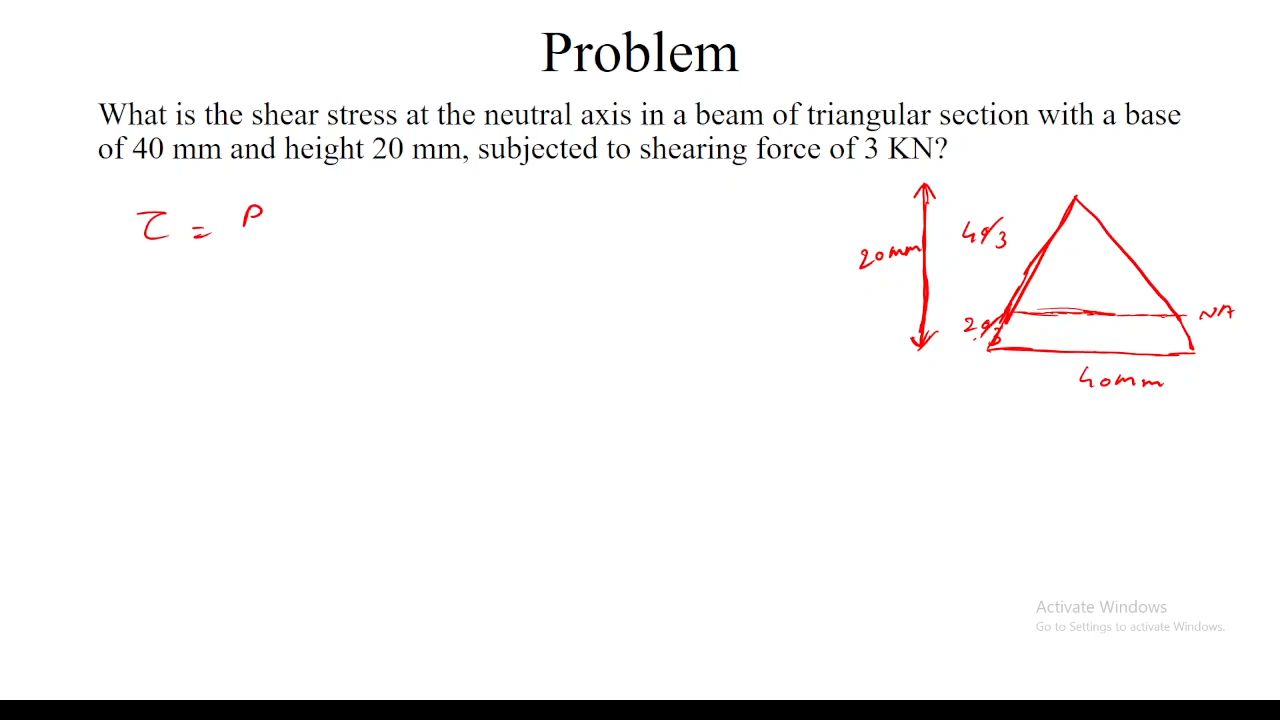 Problem
What is the shear stress at the neutral axis in a beam of triangular section with a base
of 40 mm and height 20 mm, subjected to shearing force of 3 KN?
τ = P
20mm
40/3
NA
40mm
Activate Windows
Go to Settings to activate Windows.